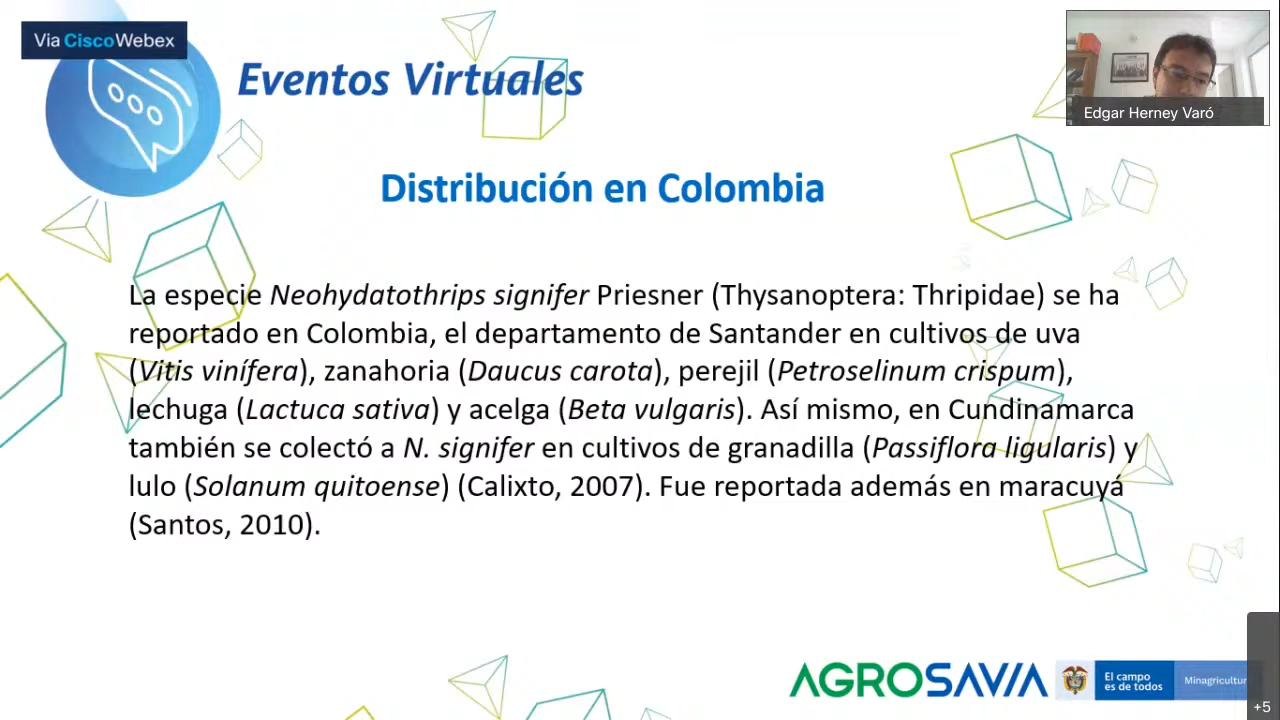 Via Cisco Webex
Eventos Virtuales
Edgar Herney Varó
Distribución en Colombia
La especie Neohydatothrips signifer Priesner (Thysanoptera: Thripidae) se ha
reportado en Colombia, el departamento de Santander en cultivos de uva
(Vitis vinífera), zanahoria (Daucus carota), perejil (Petroselinum crispum),
lechuga (Lactuca sativa) y acelga (Beta vulgaris). Así mismo, en Cundinamarca
también se colectó a N. signifer en cultivos de granadilla (Passiflora ligularis) y
lulo (Solanum quitoense) (Calixto, 2007). Fue reportada además en maracuyá
(Santos, 2010).
AGROSAVIA
El campo
es de todos
Minagricultur
+5